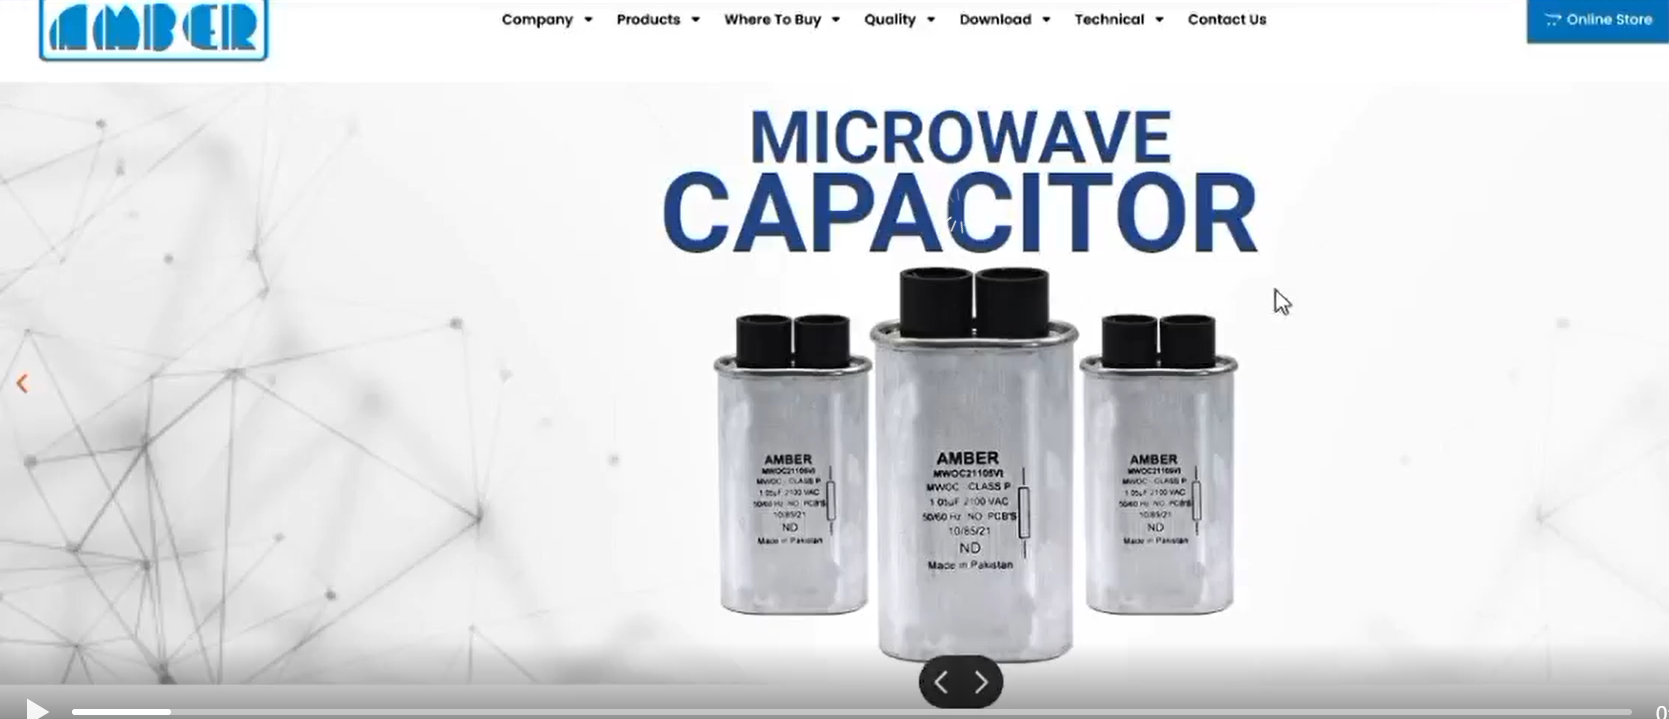 AMBER
Company Products Where To Buy Quality Download Technical Contact Us
Online Store
MICROWAVE
CAPACITOR
AMBER
MWOC21105Vt
MWOC - CLASS P
1.05uF 2100 VAC
50/60 Hz NO PCB'S
10/85/21
ND
Made in Pakistan
AMBER
MWOC21105Vt
MWOC - CLASS P
1.05uF 2100 VAC
50/60 Hz NO PCB'S
10/85/21
ND
Made in Pakistan
AMBER
MWOC21105Vt
MWOC - CLASS P
1.05uF 2100 VAC
50/60 Hz NO PCB'S
10/85/21
ND
Made in Pakistan